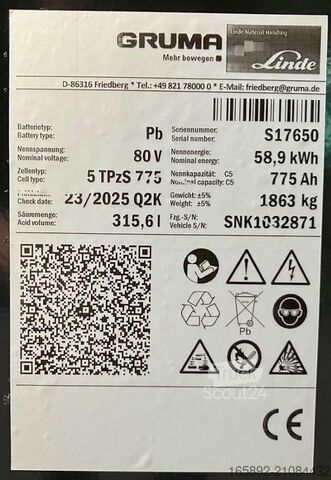 GRUMA
Mehr bewegen
Linde Material Handling
Linde
D-86316 Friedberg * Tel.+49 821 78000 0 * E-Mail: friedberg@gruma.de
Batterietyp: Pb Seriennummer: S17650
Battery type: Serial number:
Nennspannung: 80 V Nennenergie: 58,9 kWh
Nominal voltage: Nominal energy:
Zellentyp: 5 TPzS 775 Nennkapazität: C5 775 Ah
Cell type: Nominal capacity: C5
23/2025 Q2K Gewicht: ±5% 1863 kg
Check date: Weight: ±5%
Säuremenge: 315,6 l Fzg.-S/N: SNK1032871
Acid volume: Vehicle S/N:
Pb
Truck
Scout24
CE
165892-21084432